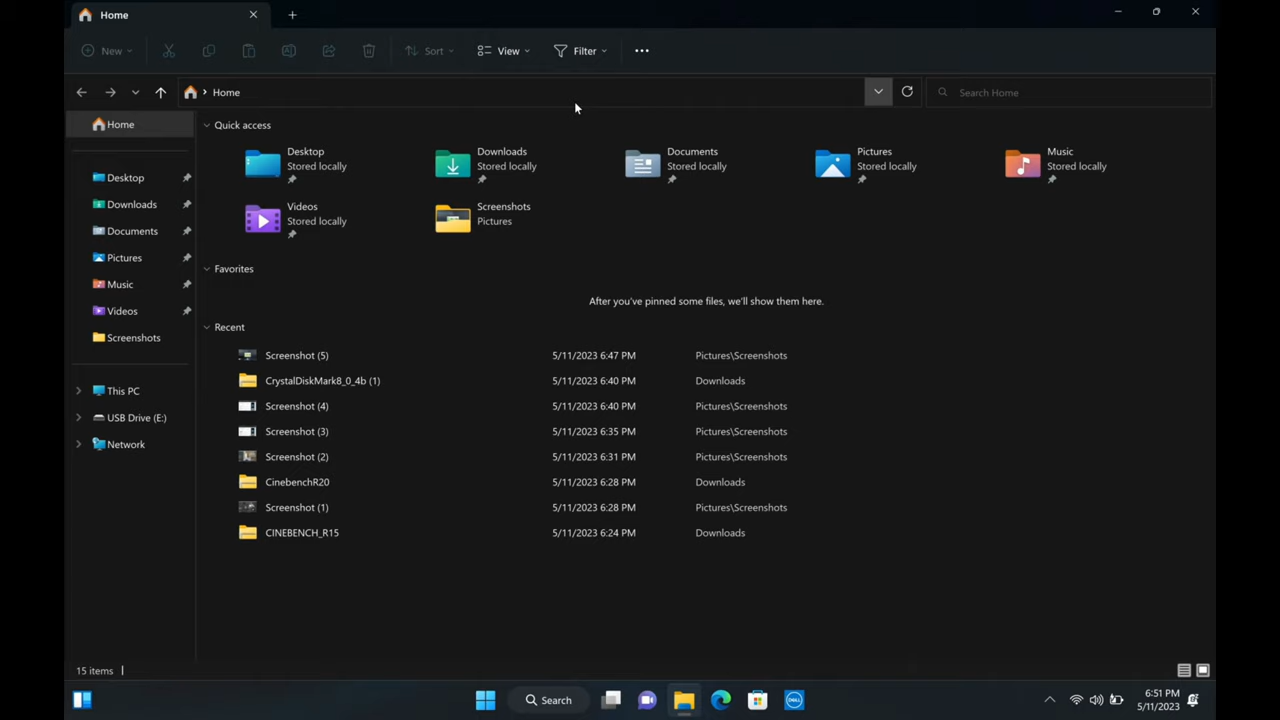 Home
New
Sort
View
Filter
Home
Search Home
Home
Desktop
Downloads
Documents
Pictures
Music
Videos
Screenshots
This PC
USB Drive (E:)
Network
Quick access
Desktop
Stored locally
Downloads
Stored locally
Documents
Stored locally
Pictures
Stored locally
Music
Stored locally
Videos
Stored locally
Screenshots
Pictures
Favorites
After you've pinned some files, we'll show them here.
Recent
Screenshot (5) 5/11/2023 6:47 PM Pictures\Screenshots
CrystalDiskMark8_0_4b (1) 5/11/2023 6:40 PM Downloads
Screenshot (4) 5/11/2023 6:40 PM Pictures\Screenshots
Screenshot (3) 5/11/2023 6:35 PM Pictures\Screenshots
Screenshot (2) 5/11/2023 6:31 PM Pictures\Screenshots
CinebenchR20 5/11/2023 6:28 PM Downloads
Screenshot (1) 5/11/2023 6:28 PM Pictures\Screenshots
CINEBENCH_R15 5/11/2023 6:24 PM Downloads
15 items
Search
DELL
6:51 PM
5/11/2023